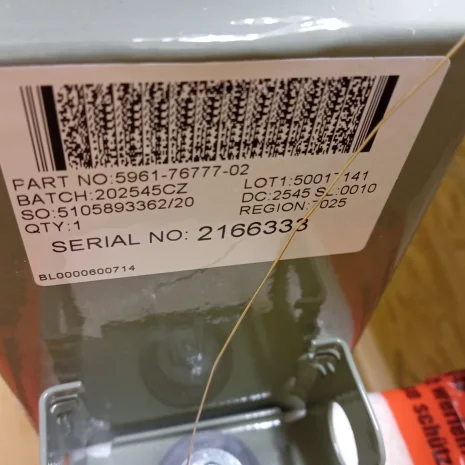 PART NO:5961-76777-02
BATCH:202545CZ
LOT1:50017141
SO:5105893362/20
DC:2545 SL:0010
QTY:1
REGION:7025
SERIAL NO: 2166333
BL0000600714
schütz